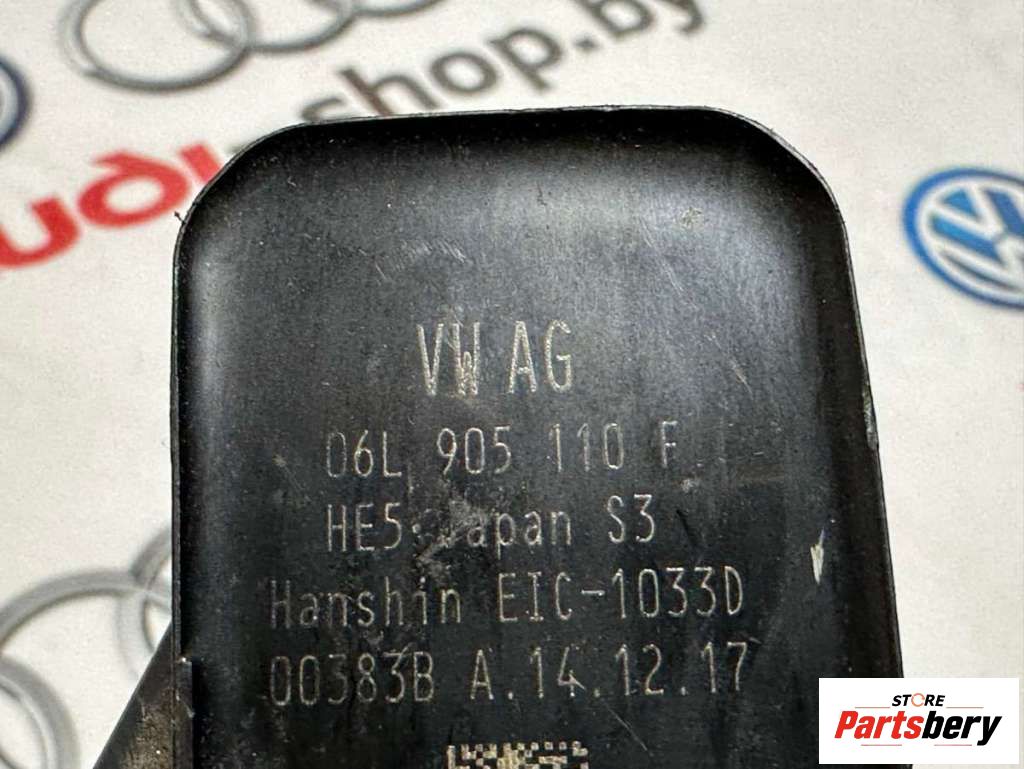 Audi-shop.by
VW AG
06L 905 110 F
HE5 Japan S3
Hanshin EIC-1033D
00383B A.14.12.17
STORE
Partsbery